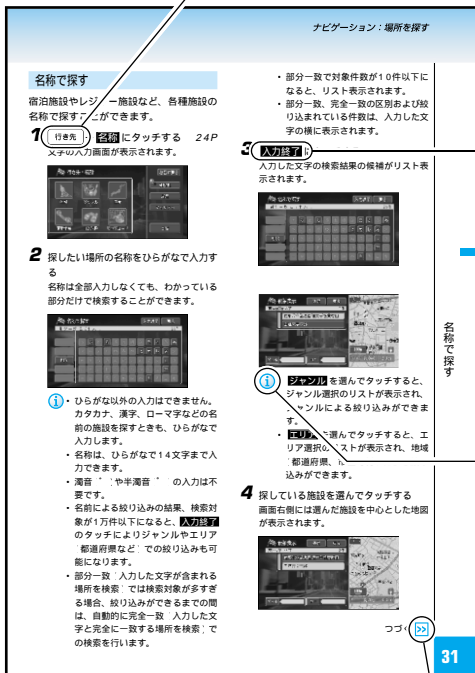 ナビゲーション：場所を探す
名称で探す
宿泊施設やレジャー施設など、各種施設の
名称で探すことができます。
1 行き先 - 名称 にタッチする 24P
文字の入力画面が表示されます。
2 探したい場所の名称をひらがなで入力す
る
名称は全部入力しなくても、わかっている
部分だけで検索することができます。
・ ひらがな以外の入力はできません。
カタカナ、漢字、ローマ字などの名
前の施設を探すときも、ひらがなで
入力します。
・ 名称は、ひらがなで14文字まで入
力できます。
・ 濁音 ゛ や半濁音 ゜ の入力は不
要です。
・ 名前による絞り込みの結果、検索対
象が1万件以下になると、入力終了
のタッチによりジャンルやエリア
都道府県など での絞り込みも可
能になります。
・ 部分一致 入力した文字が含まれる
場所を検索 では検索対象が多すぎ
る場合、絞り込みができるまでの間
は、自動的に完全一致 入力した文
字と完全に一致する場所を検索 で
の検索を行います。
・ 部分一致で対象件数が10件以下に
なると、リスト表示されます。
・ 部分一致、完全一致の区別および絞
り込まれている件数は、入力した文
字の横に表示されます。
3 入力終了 に
入力した文字の検索結果の候補がリスト表
示されます。
ジャンル を選んでタッチすると、
ジャンル選択のリストが表示され、
ジャンルによる絞り込みができま
す。
・ エリア を選んでタッチすると、エ
リア選択のリストが表示され、地域
都道府県、
込みができます。
4 探している施設を選んでタッチする
画面右側には選んだ施設を中心とした地図
が表示されます。
つづく
名称で探す
31